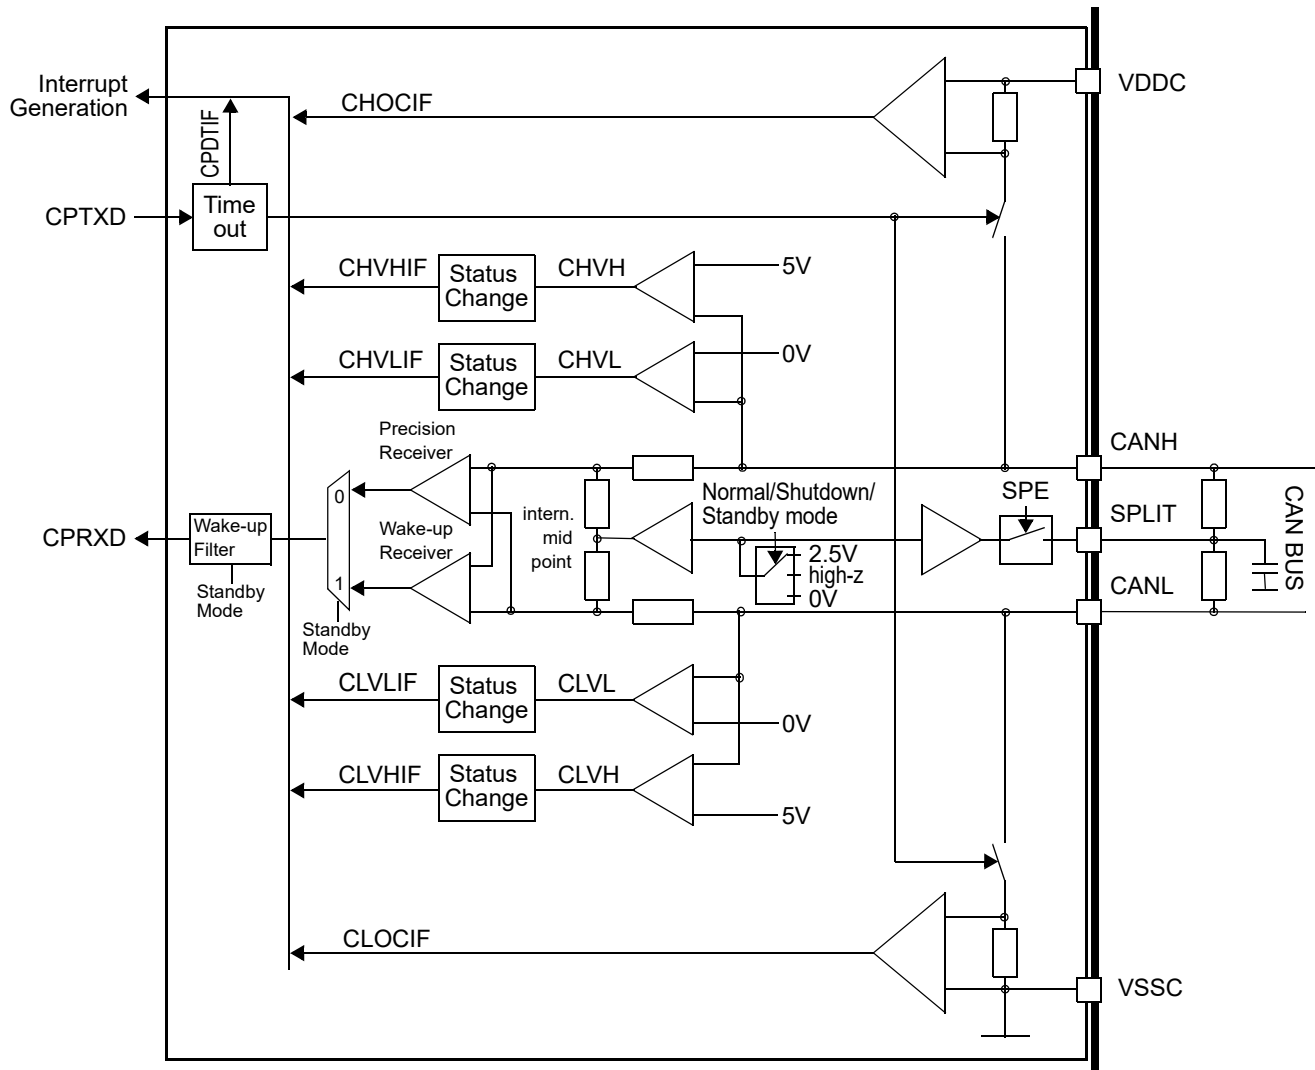 Interrupt
Generation
CPDTIF
CHOCIF
VDDC
CPTXD
Time
out
CHVHIF
Status
Change
CHVH
5V
CHVLIF
Status
Change
CHVL
0V
Precision
Receiver
CANH
0
Normal/Shutdown/
Standby mode
SPE
intern.
mid
point
SPLIT
CAN BUS
CPRXD
Wake-up
Filter
Wake-up
Receiver
2.5V
high-z
0V
CANL
1
Standby
Mode
Standby
Mode
CLVLIF
Status
Change
CLVL
0V
CLVHIF
Status
Change
CLVH
5V
CLOCIF
VSSC